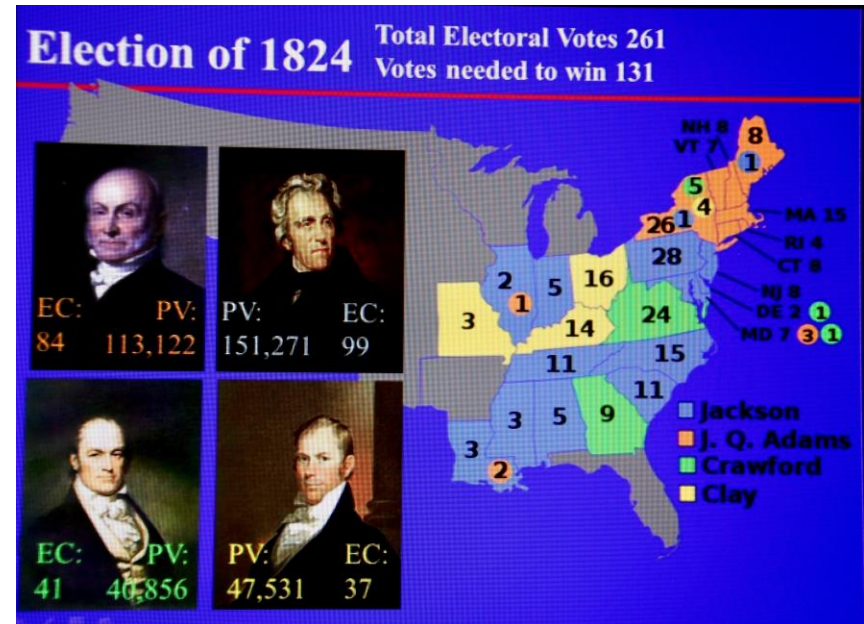 Election of 1824
Total Electoral Votes 261
Votes needed to win 131
EC:
84
PV:
113,122
PV:
151,271
EC:
99
EC:
41
PV:
40,856
PV:
47,531
EC:
37
NH 8
VT 7
8
1
5
4
26
1
MA 15
RI 4
CT 8
28
NJ 8
DE 2 1
MD 7 3 1
2
1
5
16
3
14
24
11
15
11
3
5
9
3
2
Jackson
J. Q. Adams
Crawford
Clay